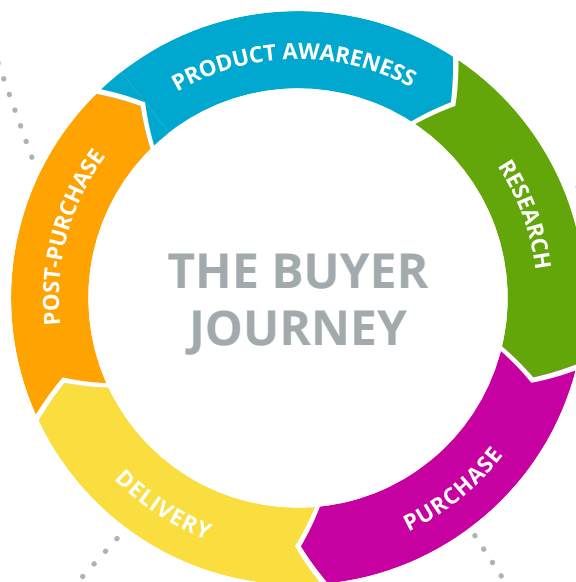 PRODUCT AWARENESS
RESEARCH
PURCHASE
DELIVERY
POST-PURCHASE
THE BUYER
JOURNEY